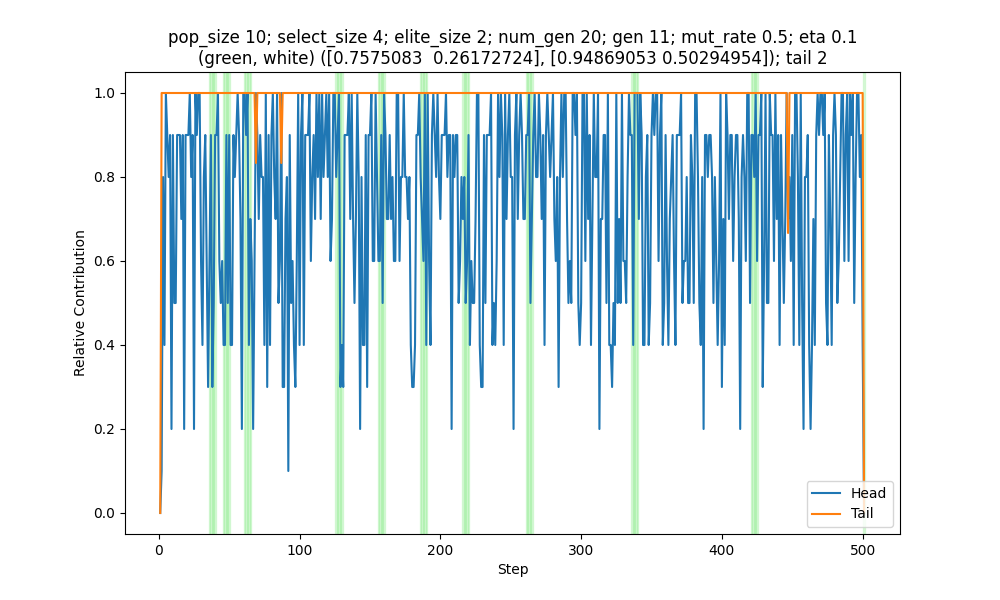 pop_size 10; select_size 4; elite_size 2; num_gen 20; gen 11; mut_rate 0.5; eta 0.1
(green, white) ([0.7575083  0.26172724], [0.94869053 0.50294954]); tail 2
1.0
0.8
0.6
0.4
0.2
0.0
Relative Contribution
Head
Tail
0 100 200 300 400 500
Step